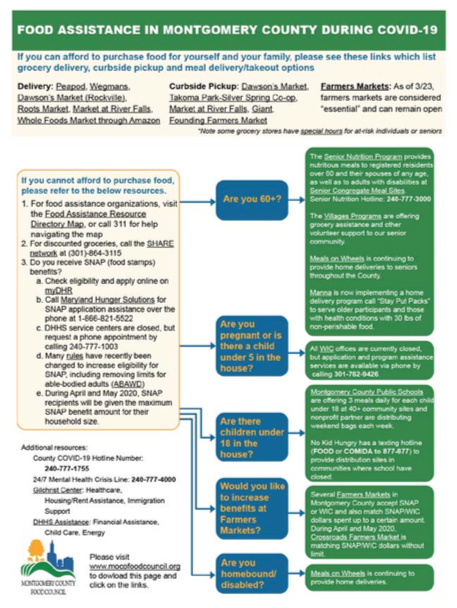 FOOD ASSISTANCE IN MONTGOMERY COUNTY DURING COVID-19
If you can afford to purchase food for yourself and your family, please see these links which list
grocery delivery, curbside pickup and meal delivery/takeout options
Delivery: Peapod, Wegmans,
Dawson's Market (Rockville),
Roots Market, Market at River Falls,
Whole Foods Market through Amazon
Curbside Pickup: Dawson's Market,
Takoma Park-Silver Spring Co-op,
Market at River Falls, Giant,
Founding Farmers Market
Farmers Markets: As of 3/23,
farmers markets are considered
"essential" and can remain open
*Note some grocery stores have special hours for at-risk individuals or seniors
If you cannot afford to purchase food,
please refer to the below resources.
1. For food assistance organizations, visit
the Food Assistance Resource
Directory Map, or call 311 for help
navigating the map
2. For discounted groceries, call the SHARE
network at (301)-864-3115
3. Do you receive SNAP (food stamps)
benefits?
a. Check eligibility and apply online on
myDHR
b. Call Maryland Hunger Solutions for
SNAP application assistance over the
phone at 1-866-821-5522
c. DHHS service centers are closed, but
request a phone appointment by
calling 240-777-1003
d. Many rules have recently been
changed to increase eligibility for
SNAP, including removing limits for
able-bodied adults (ABAWD)
e. During April and May 2020, SNAP
recipients will be given the maximum
SNAP benefit amount for their
household size.
Are you 60+?
The Senior Nutrition Program provides
nutritious meals to registered residents
over 60 and their spouses of any age,
as well as to adults with disabilities at
Senior Congregate Meal Sites.
Senior Nutrition Hotline: 240-777-3000
The Villages Programs are offering
grocery assistance and other
volunteer support to our senior
community.
Meals on Wheels is continuing to
provide home deliveries to seniors
throughout the County.
Manna is now implementing a home
delivery program call "Stay Put Packs"
to serve older participants and those
with health conditions with 30 lbs of
non-perishable food.
Are you
pregnant or is
there a child
under 5 in the
house?
All WIC offices are currently closed,
but application and program assistance
services are available via phone by
calling 301-762-9426
Are there
children under
18 in the
house?
Montgomery County Public Schools
are offering 3 meals daily for each child
under 18 at 40+ community sites and
nonprofit partner are distributing
weekend bags each week.
No Kid Hungry has a texting hotline
(FOOD or COMIDA to 877-877) to
provide distribution sites in
communities where school have
closed.
Would you like
to increase
benefits at
Farmers
Markets?
Several Farmers Markets in
Montgomery County accept SNAP
or WIC and also match SNAP/WIC
dollars spent up to a certain amount.
During April and May 2020,
Crossroads Farmers Market is
matching SNAP/WIC dollars without
limit.
Are you
homebound/
disabled?
Meals on Wheels is continuing to
provide home deliveries.
Additional resources:
County COVID-19 Hotline Number:
240-777-1755
24/7 Mental Health Crisis Line: 240-777-4000
Gilchrist Center: Healthcare,
Housing/Rent Assistance, Immigration
Support
DHHS Assistance: Financial Assistance,
Child Care, Energy
MONTGOMERY COUNTY
FOOD COUNCIL
Please visit
www.mocofoodcouncil.org
to dowload this page and
click on the links.